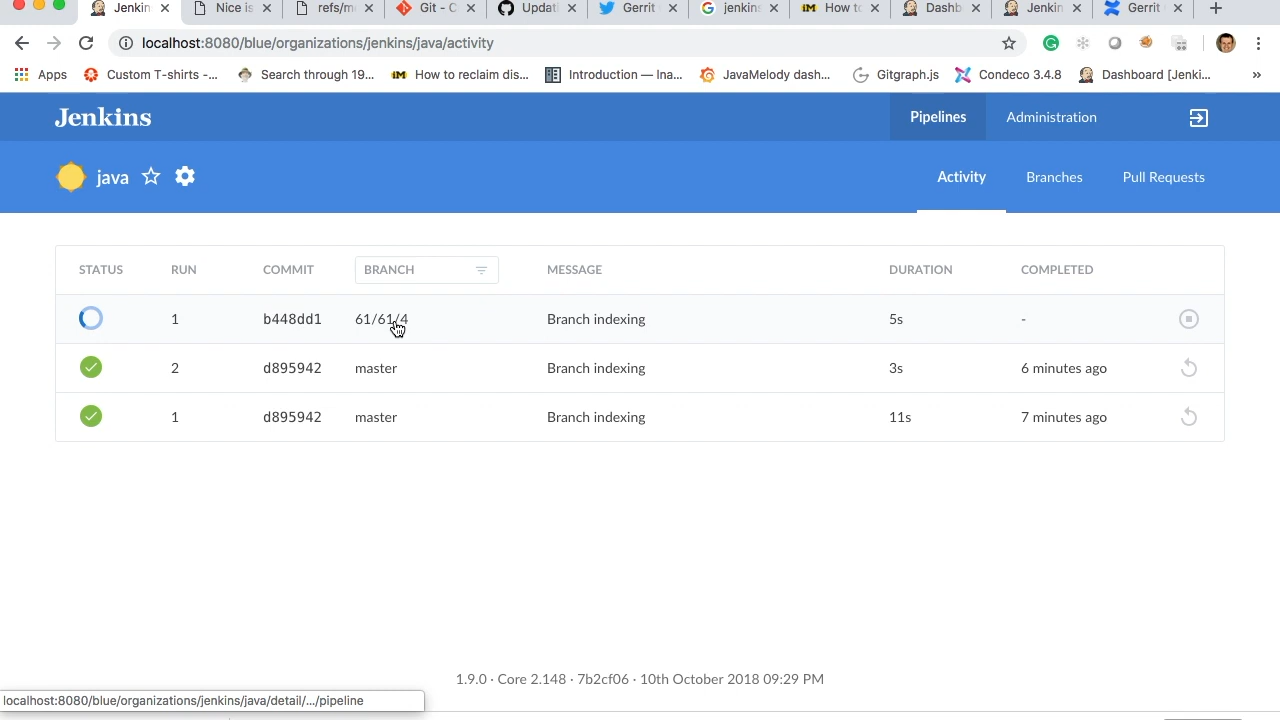 Jenkin Nice is refs/m Git - C Updati Gerrit jenkins How to Dashb Jenkin Gerrit
localhost:8080/blue/organizations/jenkins/java/activity
Apps Custom T-shirts -... Search through 19... How to reclaim dis... Introduction — Ina... JavaMelody dash... Gitgraph.js Condeco 3.4.8 Dashboard [Jenki... »
Jenkins Pipelines Administration
java Activity Branches Pull Requests
STATUS RUN COMMIT BRANCH MESSAGE DURATION COMPLETED
1 b448dd1 61/61/4 Branch indexing 5s -
2 d895942 master Branch indexing 3s 6 minutes ago
1 d895942 master Branch indexing 11s 7 minutes ago
1.9.0 · Core 2.148 · 7b2cf06 · 10th October 2018 09:29 PM
localhost:8080/blue/organizations/jenkins/java/detail/.../pipeline